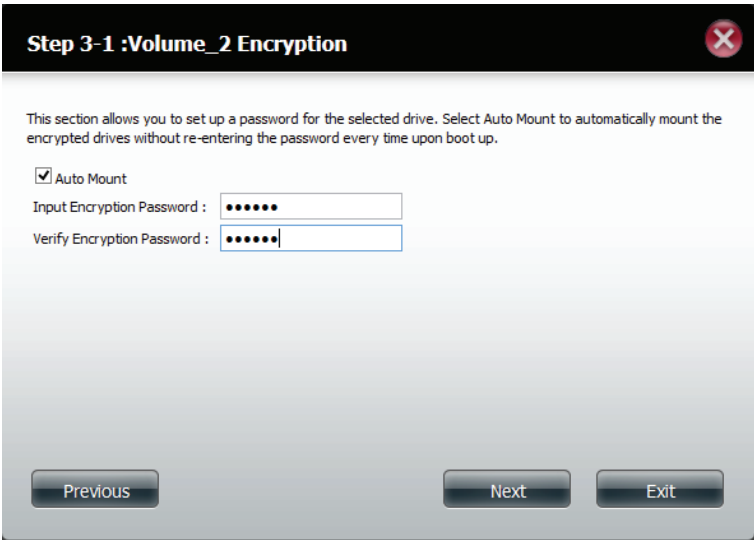 Step 3-1 :Volume_2 Encryption
This section allows you to set up a password for the selected drive. Select Auto Mount to automatically mount the
encrypted drives without re-entering the password every time upon boot up.
Auto Mount
Input Encryption Password : ••••••
Verify Encryption Password : ••••••
Previous Next Exit